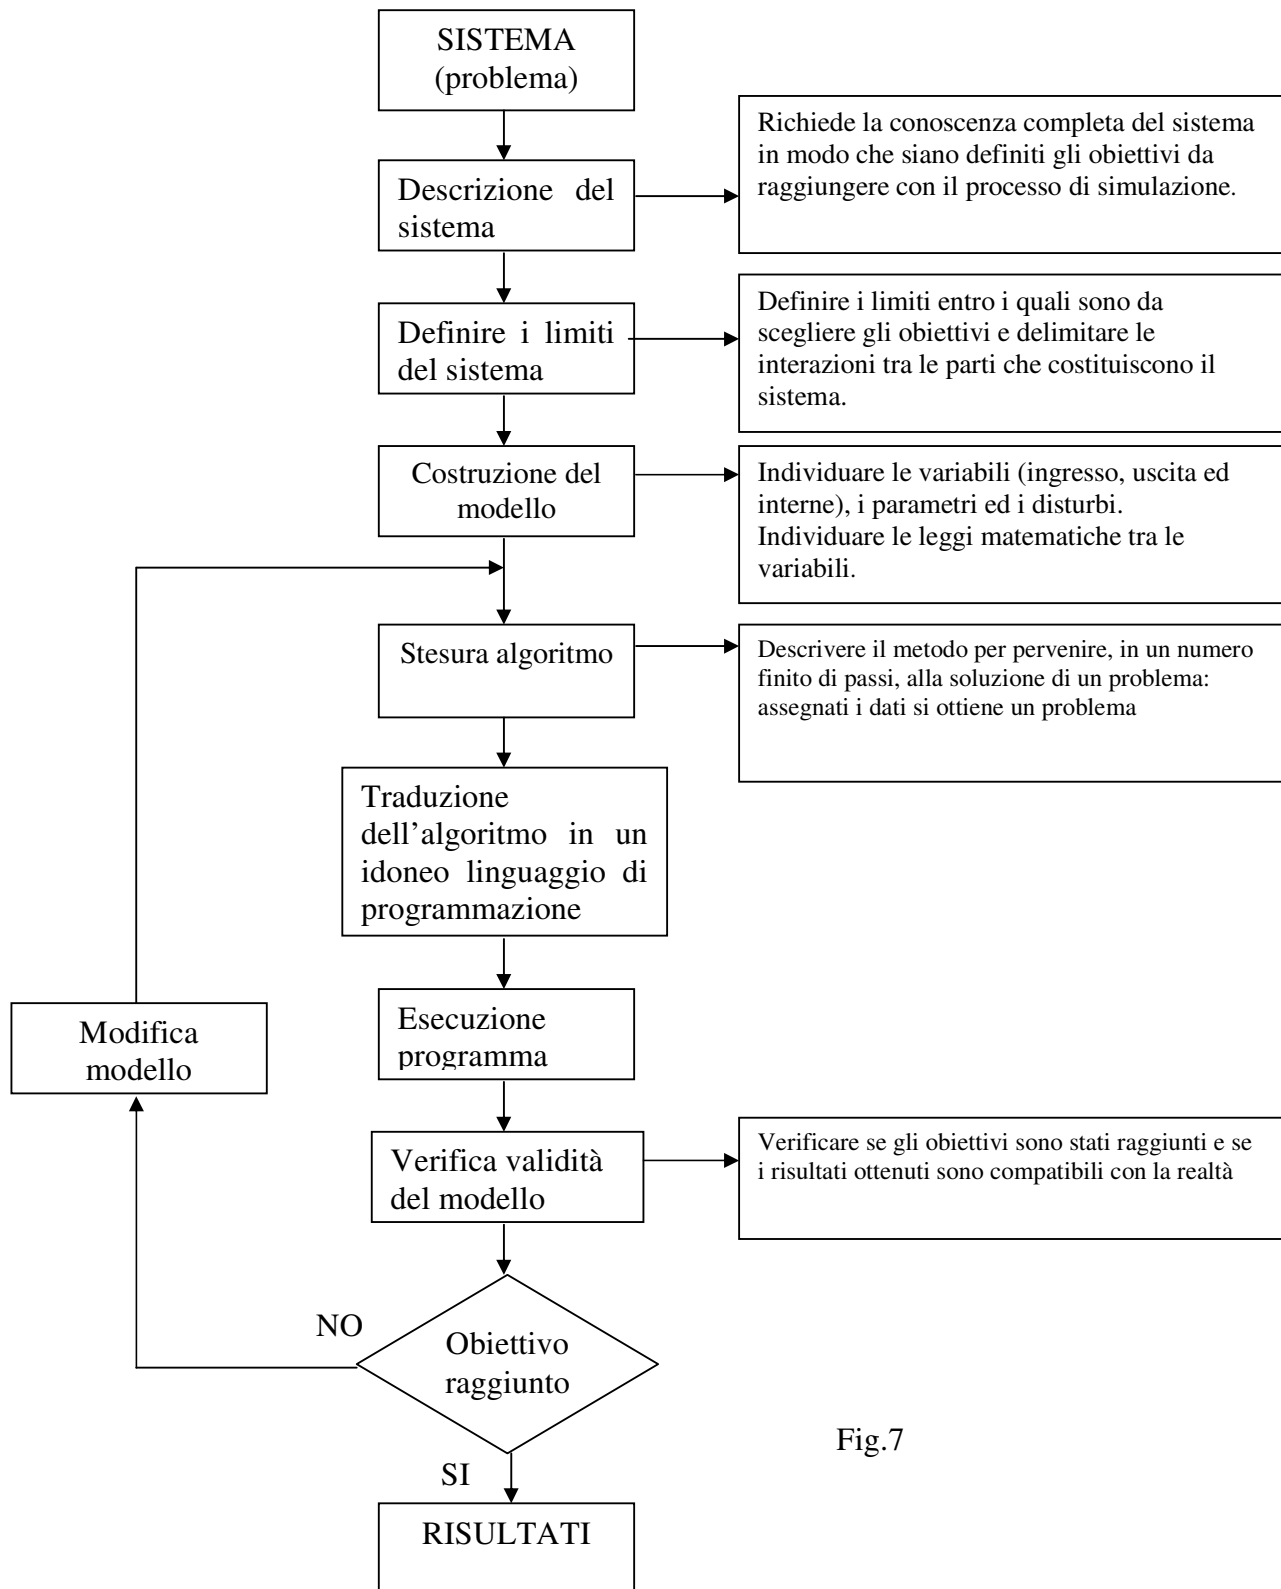 SISTEMA
(problema)
Richiede la conoscenza completa del sistema
in modo che siano definiti gli obiettivi da
raggiungere con il processo di simulazione.
Descrizione del
sistema
Definire i limiti entro i quali sono da
scegliere gli obiettivi e delimitare le
interazioni tra le parti che costituiscono il
sistema.
Definire i limiti
del sistema
Costruzione del
modello
Individuare le variabili (ingresso, uscita ed
interne), i parametri ed i disturbi.
Individuare le leggi matematiche tra le
variabili.
Stesura algoritmo
Descrivere il metodo per pervenire, in un numero
finito di passi, alla soluzione di un problema:
assegnati i dati si ottiene un problema
Traduzione
dell’algoritmo in un
idoneo linguaggio di
programmazione
Esecuzione
programma
Modifica
modello
Verifica validità
del modello
Verificare se gli obiettivi sono stati raggiunti e se
i risultati ottenuti sono compatibili con la realtà
NO
Obiettivo
raggiunto
Fig.7
SI
RISULTATI